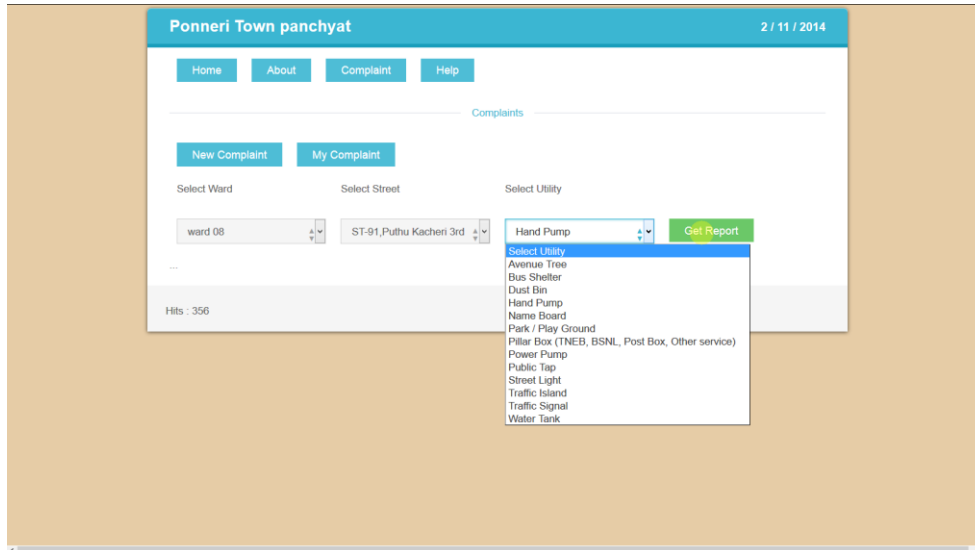 Ponneri Town panchyat 2 / 11 / 2014
Home About Complaint Help
Complaints
New Complaint My Complaint
Select Ward Select Street Select Utility
ward 08 ST-91,Puthu Kacheri 3rd Hand Pump Get Report
Select Utility
Avenue Tree
Bus Shelter
Dust Bin
Hand Pump
Name Board
Park / Play Ground
Pillar Box (TNEB, BSNL, Post Box, Other service)
Power Pump
Public Tap
Street Light
Traffic Island
Traffic Signal
Water Tank
...
Hits : 356